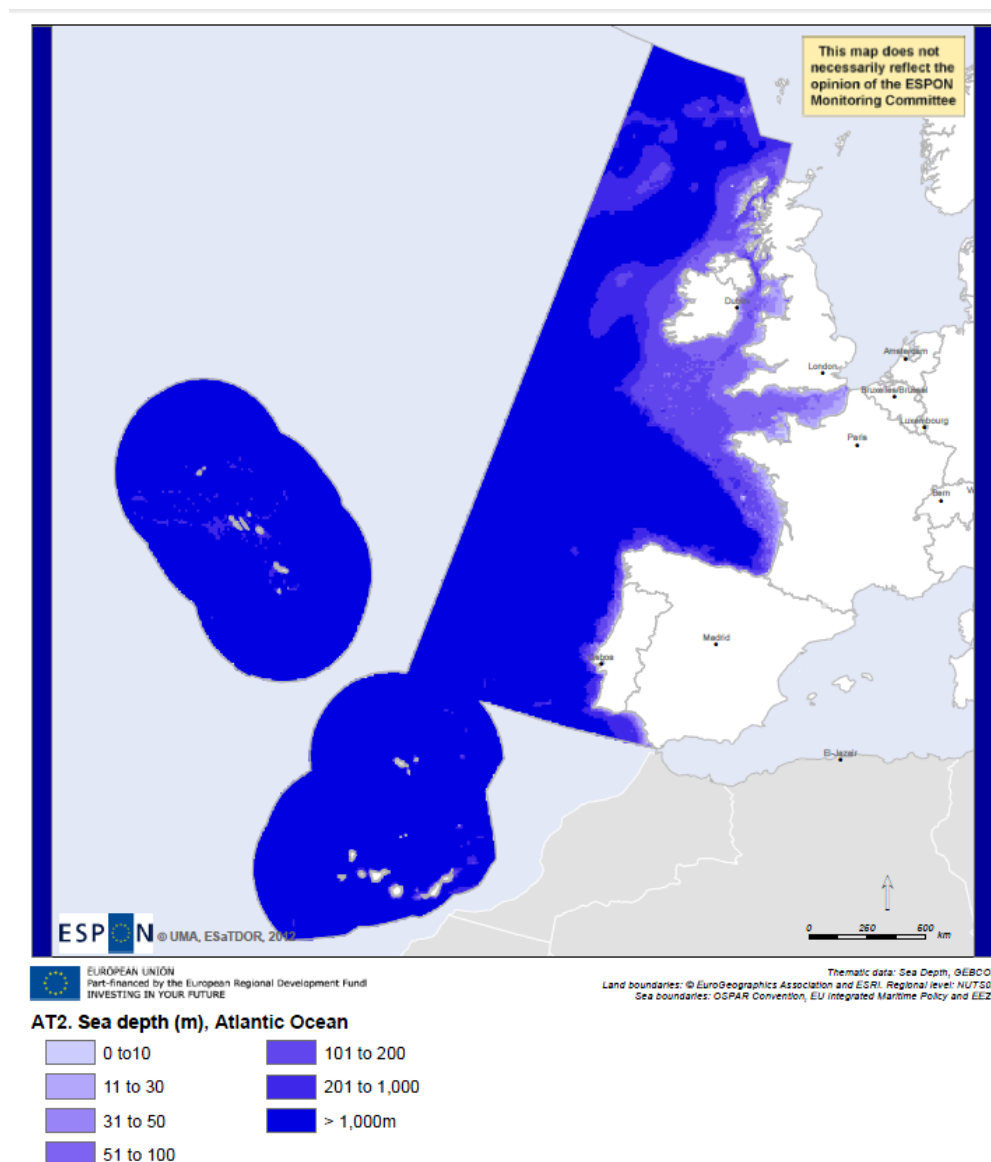 This map does not
necessarily reflect the
opinion of the ESPON
Monitoring Committee
Dublin
Amsterdam
London
Bruxelles/Brussel
Luxembourg
Paris
Bern
Madrid
El-Jazair
ESPON © UMA, ESaTDOR, 2012
0 250 500 km
EUROPEAN UNION
Part-financed by the European Regional Development Fund
INVESTING IN YOUR FUTURE
Thematic data: Sea Depth, GEBCO
Land boundaries: © EuroGeographics Association and ESRI. Regional level: NUTS0
Sea boundaries: OSPAR Convention, EU Integrated Maritime Policy and EEZ
AT2. Sea depth (m), Atlantic Ocean
0 to10
11 to 30
31 to 50
51 to 100
101 to 200
201 to 1,000
> 1,000m